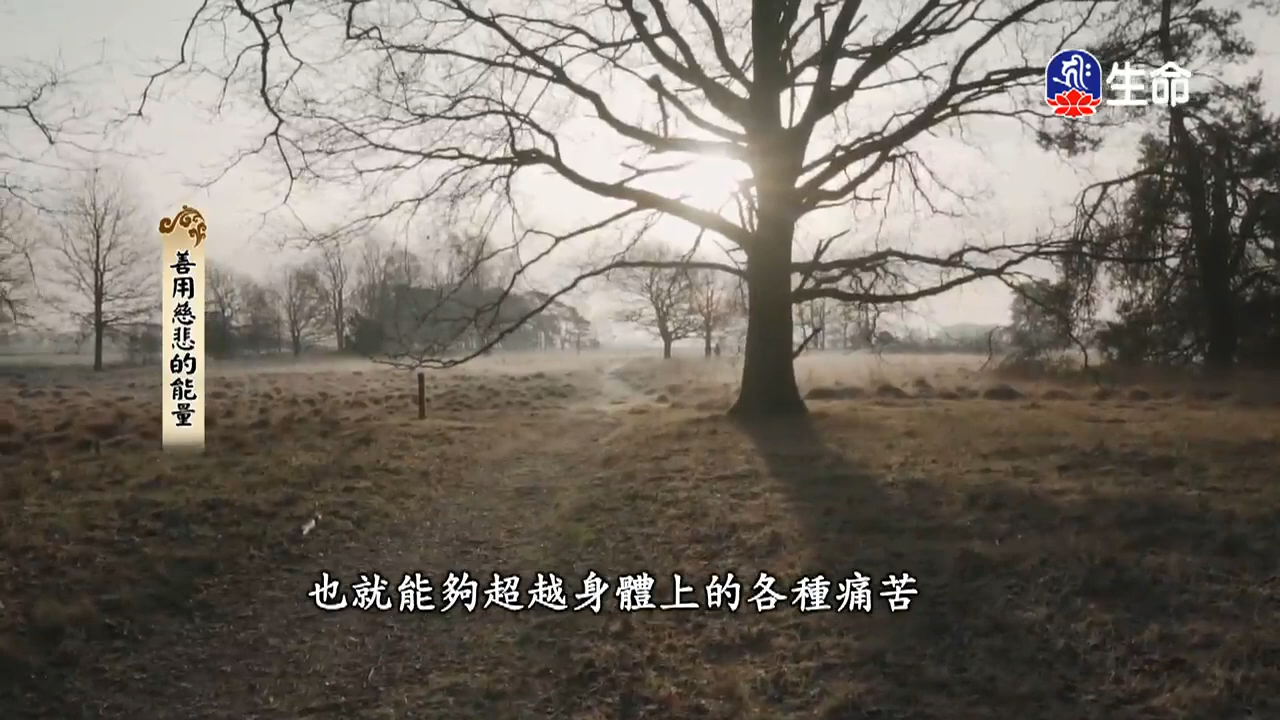 生命
善用慈悲的能量
也就能夠超越身體上的各種痛苦